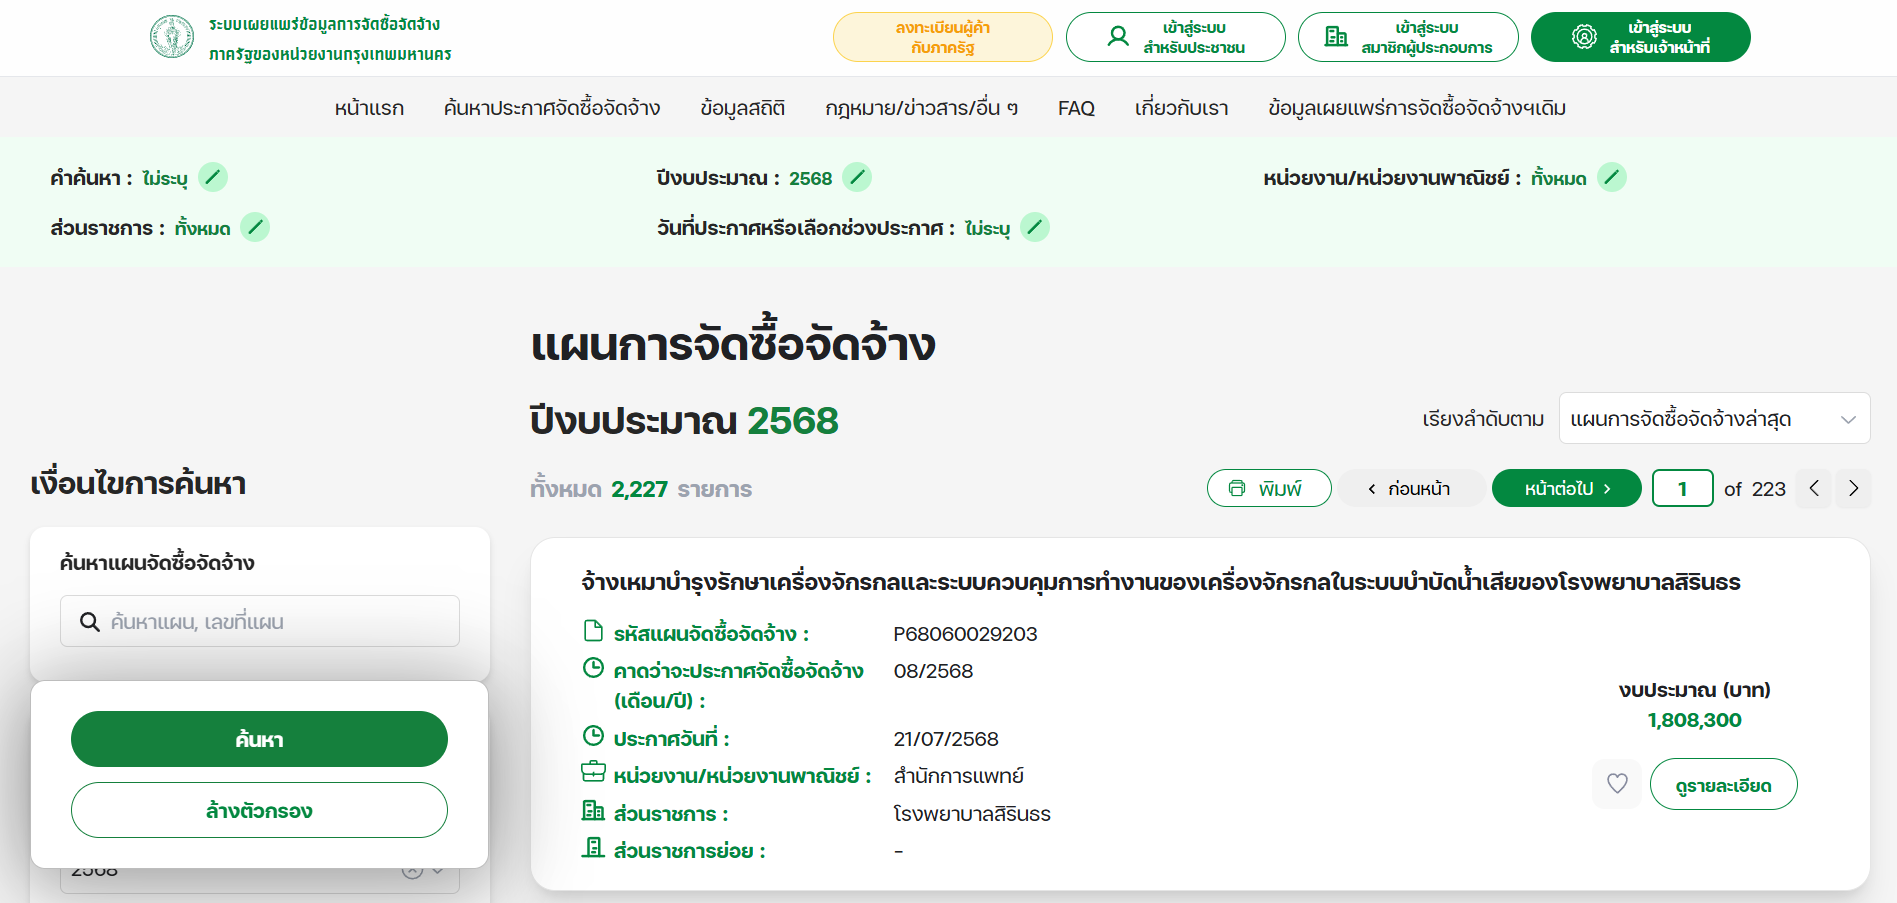 ระบบเผยแพร่ข้อมูลการจัดซื้อจัดจ้าง
ภาครัฐของหน่วยงานกรุงเทพมหานคร
ลงทะเบียนผู้ค้า
กับภาครัฐ
เข้าสู่ระบบ
สำหรับประชาชน
เข้าสู่ระบบ
สมาชิกผู้ประกอบการ
เข้าสู่ระบบ
สำหรับเจ้าหน้าที่
หน้าแรก
ค้นหาประกาศจัดซื้อจัดจ้าง
ข้อมูลสถิติ
กฎหมาย/ข่าวสาร/อื่น ๆ
FAQ
เกี่ยวกับเรา
ข้อมูลเผยแพร่การจัดซื้อจัดจ้างฯเดิม
คำค้นหา : ไม่ระบุ
ปีงบประมาณ : 2568
หน่วยงาน/หน่วยงานพาณิชย์ : ทั้งหมด
ส่วนราชการ : ทั้งหมด
วันที่ประกาศหรือเลือกช่วงประกาศ : ไม่ระบุ
แผนการจัดซื้อจัดจ้าง
ปีงบประมาณ 2568
เรียงลำดับตาม
แผนการจัดซื้อจัดจ้างล่าสุด
เงื่อนไขการค้นหา
ทั้งหมด 2,227 รายการ
พิมพ์
ก่อนหน้า
หน้าต่อไป
1 of 223
ค้นหาแผนจัดซื้อจัดจ้าง
ค้นหาแผน, เลขที่แผน
ค้นหา
ล้างตัวกรอง
2568
จ้างเหมาบำรุงรักษาเครื่องจักรกลและระบบควบคุมการทำงานของเครื่องจักรกลในระบบบำบัดน้ำเสียของโรงพยาบาลสิรินธร
รหัสแผนจัดซื้อจัดจ้าง : P68060029203
คาดว่าจะประกาศจัดซื้อจัดจ้าง 08/2568
(เดือน/ปี) :
ประกาศวันที่ : 21/07/2568
หน่วยงาน/หน่วยงานพาณิชย์ : สำนักการแพทย์
ส่วนราชการ : โรงพยาบาลสิรินธร
ส่วนราชการย่อย : -
งบประมาณ (บาท)
1,808,300
ดูรายละเอียด